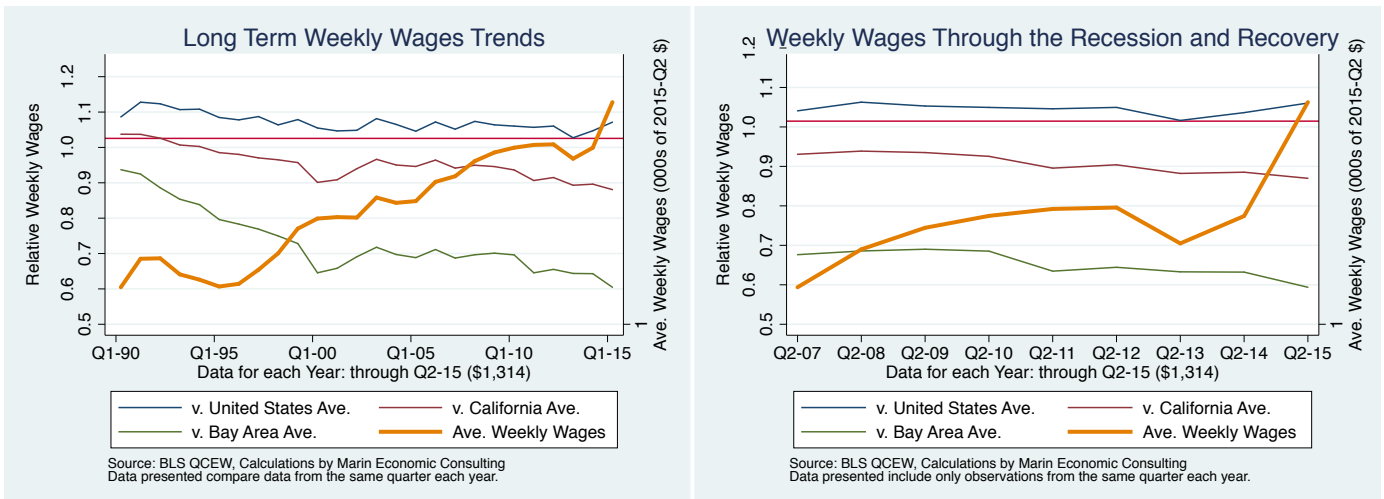 Long Term Weekly Wages Trends
Relative Weekly Wages
1.2
1.1
1.0
0.9
0.8
0.7
0.6
0.5
1
Ave. Weekly Wages (000s of 2015-Q2 $)
Q1-90 Q1-95 Q1-00 Q1-05 Q1-10 Q1-15
Data for each Year: through Q2-15 ($1,314)
v. United States Ave. v. California Ave.
v. Bay Area Ave. Ave. Weekly Wages
Source: BLS QCEW, Calculations by Marin Economic Consulting
Data presented compare data from the same quarter each year.
Weekly Wages Through the Recession and Recovery
Relative Weekly Wages
1.2
1.1
1.0
0.9
0.8
0.7
0.6
0.5
1
Ave. Weekly Wages (000s of 2015-Q2 $)
Q2-07 Q2-08 Q2-09 Q2-10 Q2-11 Q2-12 Q2-13 Q2-14 Q2-15
Data for each Year: through Q2-15 ($1,314)
v. United States Ave. v. California Ave.
v. Bay Area Ave. Ave. Weekly Wages
Source: BLS QCEW, Calculations by Marin Economic Consulting
Data presented include only observations from the same quarter each year.